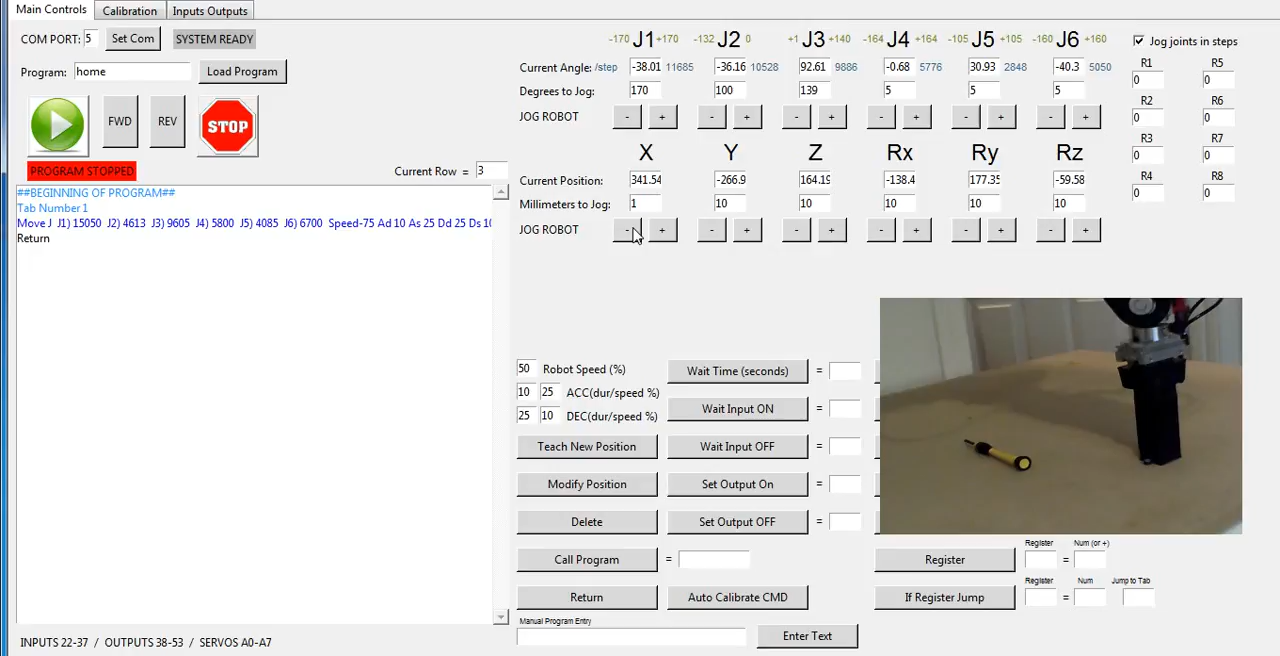 Main Controls Calibration Inputs Outputs
COM PORT: 5 Set Com SYSTEM READY
Program: home Load Program
FWD REV STOP
PROGRAM STOPPED
Current Row = 3
##BEGINNING OF PROGRAM##
Tab Number 1
Move J J1) 15050 J2) 4613 J3) 9605 J4) 5800 J5) 4085 J6) 6700 Speed-75 Ad 10 As 25 Dd 25 Ds 10
Return
INPUTS 22-37 / OUTPUTS 38-53 / SERVOS A0-A7
-170 J1 +170 -132 J2 0 +1 J3 +140 -164 J4 +164 -105 J5 +105 -160 J6 +160
Current Angle: /step -38.01 11685 -36.16 10528 92.61 9886 -0.68 5776 30.93 2848 -40.3 5050
Degrees to Jog: 170 100 139 5 5 5
JOG ROBOT - + - + - + - + - + - +
X Y Z Rx Ry Rz
Current Position: 341.54 -266.9 164.19 -138.4 177.35 -59.58
Millimeters to Jog: 1 10 10 10 10 10
JOG ROBOT - + - + - + - + - + - +
Jog joints in steps
R1 R5
0 0
R2 R6
0 0
R3 R7
0 0
R4 R8
0 0
50 Robot Speed (%) Wait Time (seconds) =
10 25 ACC(dur/speed %) Wait Input ON =
25 10 DEC(dur/speed %)
Teach New Position Wait Input OFF =
Modify Position Set Output On =
Delete Set Output OFF =
Call Program = Register Register = Num (or +)
Return Auto Calibrate CMD If Register Jump Register = Num Jump to Tab
Manual Program Entry
Enter Text